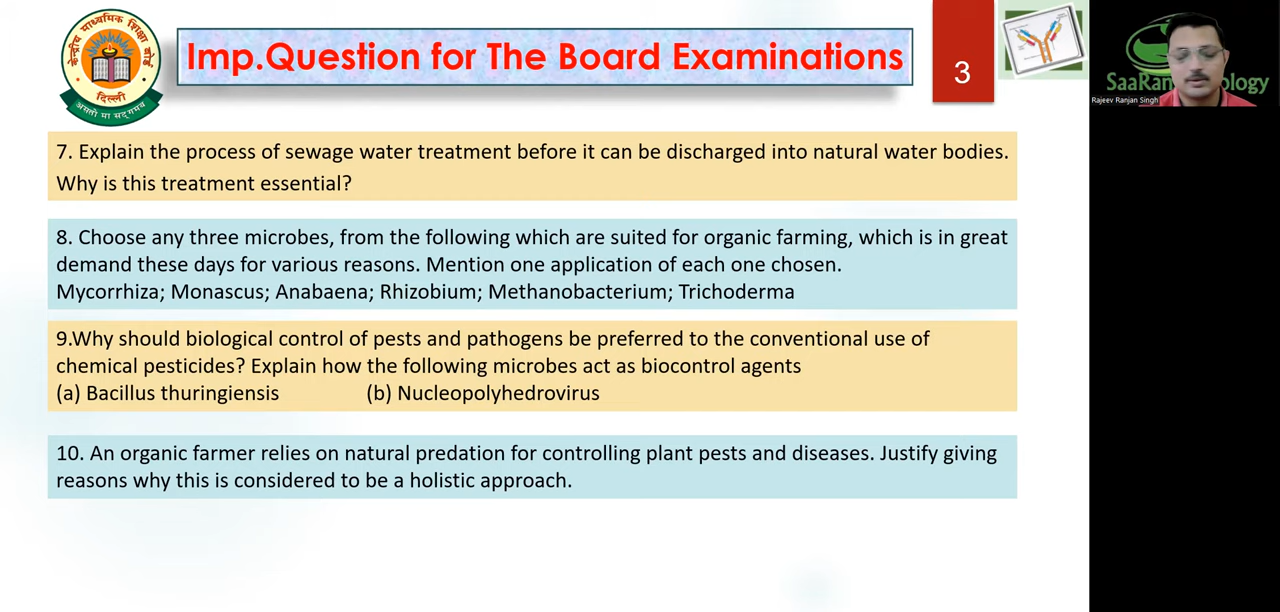 केन्द्रीय माध्यमिक शिक्षा बोर्ड
दिल्ली
असतो मा सद्गमय
Imp.Question for The Board Examinations
3
SaaRan ology
Rajeev Ranjan Singh
7. Explain the process of sewage water treatment before it can be discharged into natural water bodies.
Why is this treatment essential?
8. Choose any three microbes, from the following which are suited for organic farming, which is in great
demand these days for various reasons. Mention one application of each one chosen.
Mycorrhiza; Monascus; Anabaena; Rhizobium; Methanobacterium; Trichoderma
9.Why should biological control of pests and pathogens be preferred to the conventional use of
chemical pesticides? Explain how the following microbes act as biocontrol agents
(a) Bacillus thuringiensis (b) Nucleopolyhedrovirus
10. An organic farmer relies on natural predation for controlling plant pests and diseases. Justify giving
reasons why this is considered to be a holistic approach.